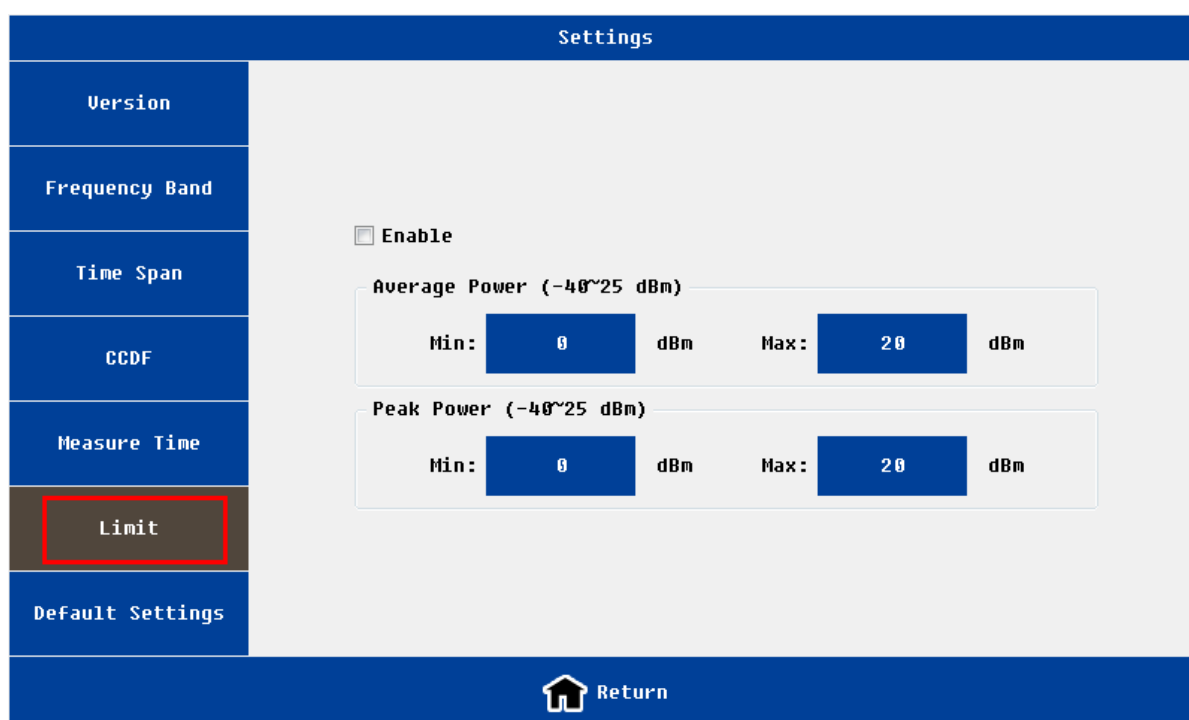 Settings
Version
Frequency Band
Time Span
CCDF
Measure Time
Limit
Default Settings
Enable
Average Power (-40~25 dBm)
Min: 0 dBm Max: 20 dBm
Peak Power (-40~25 dBm)
Min: 0 dBm Max: 20 dBm
Return